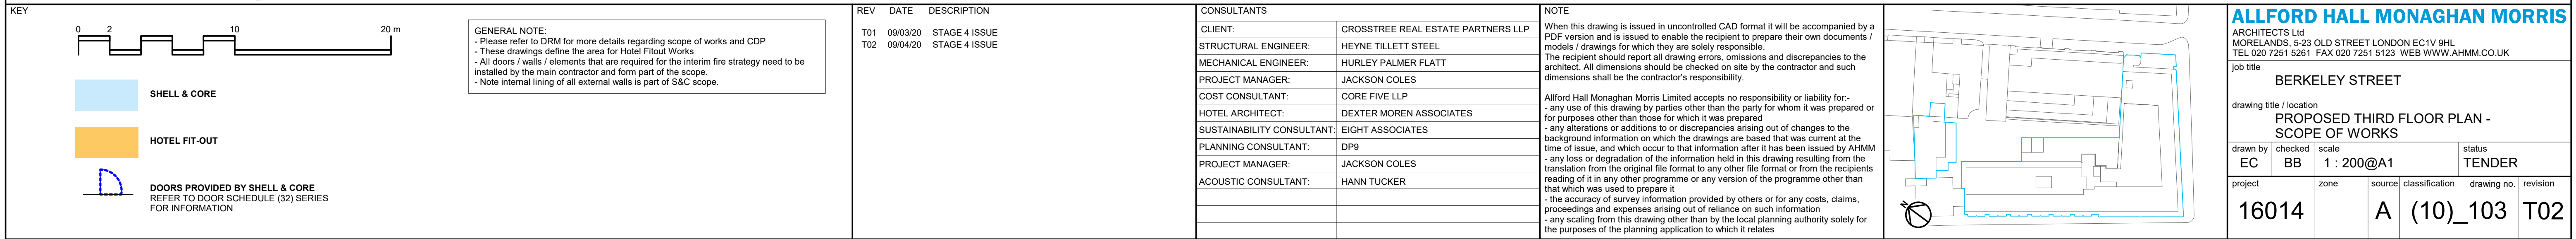 KEY
0 2 10 20 m
SHELL & CORE
HOTEL FIT-OUT
DOORS PROVIDED BY SHELL & CORE
REFER TO DOOR SCHEDULE (32) SERIES
FOR INFORMATION
GENERAL NOTE:
- Please refer to DRM for more details regarding scope of works and CDP
- These drawings define the area for Hotel Fitout Works
- All doors / walls / elements that are required for the interim fire strategy need to be
installed by the main contractor and form part of the scope.
- Note internal lining of all external walls is part of S&C scope.
REV DATE DESCRIPTION
T01 09/03/20 STAGE 4 ISSUE
T02 09/04/20 STAGE 4 ISSUE
CONSULTANTS
CLIENT: CROSSTREE REAL ESTATE PARTNERS LLP
STRUCTURAL ENGINEER: HEYNE TILLETT STEEL
MECHANICAL ENGINEER: HURLEY PALMER FLATT
PROJECT MANAGER: JACKSON COLES
COST CONSULTANT: CORE FIVE LLP
HOTEL ARCHITECT: DEXTER MOREN ASSOCIATES
SUSTAINABILITY CONSULTANT: EIGHT ASSOCIATES
PLANNING CONSULTANT: DP9
PROJECT MANAGER: JACKSON COLES
ACOUSTIC CONSULTANT: HANN TUCKER
NOTE
When this drawing is issued in uncontrolled CAD format it will be accompanied by a
PDF version and is issued to enable the recipient to prepare their own documents /
models / drawings for which they are solely responsible.
The recipient should report all drawing errors, omissions and discrepancies to the
architect. All dimensions should be checked on site by the contractor and such
dimensions shall be the contractor's responsibility.
Allford Hall Monaghan Morris Limited accepts no responsibility or liability for:-
- any use of this drawing by parties other than the party for whom it was prepared or
for purposes other than those for which it was prepared
- any alterations or additions to or discrepancies arising out of changes to the
background information on which the drawings are based that was current at the
time of issue, and which occur to that information after it has been issued by AHMM
- any loss or degradation of the information held in this drawing resulting from the
translation from the original file format to any other file format or from the recipients
reading of it in any other programme or any version of the programme other than
that which was used to prepare it
- the accuracy of survey information provided by others or for any costs, claims,
proceedings and expenses arising out of reliance on such information
- any scaling from this drawing other than by the local planning authority solely for
the purposes of the planning application to which it relates
N
ALLFORD HALL MONAGHAN MORRIS
ARCHITECTS Ltd
MORELANDS, 5-23 OLD STREET LONDON EC1V 9HL
TEL 020 7251 5261 FAX 020 7251 5123 WEB WWW.AHMM.CO.UK
job title
BERKELEY STREET
drawing title / location
PROPOSED THIRD FLOOR PLAN -
SCOPE OF WORKS
drawn by checked scale status
EC BB 1 : 200@A1 TENDER
project zone source classification drawing no. revision
16014 A (10)_103 T02